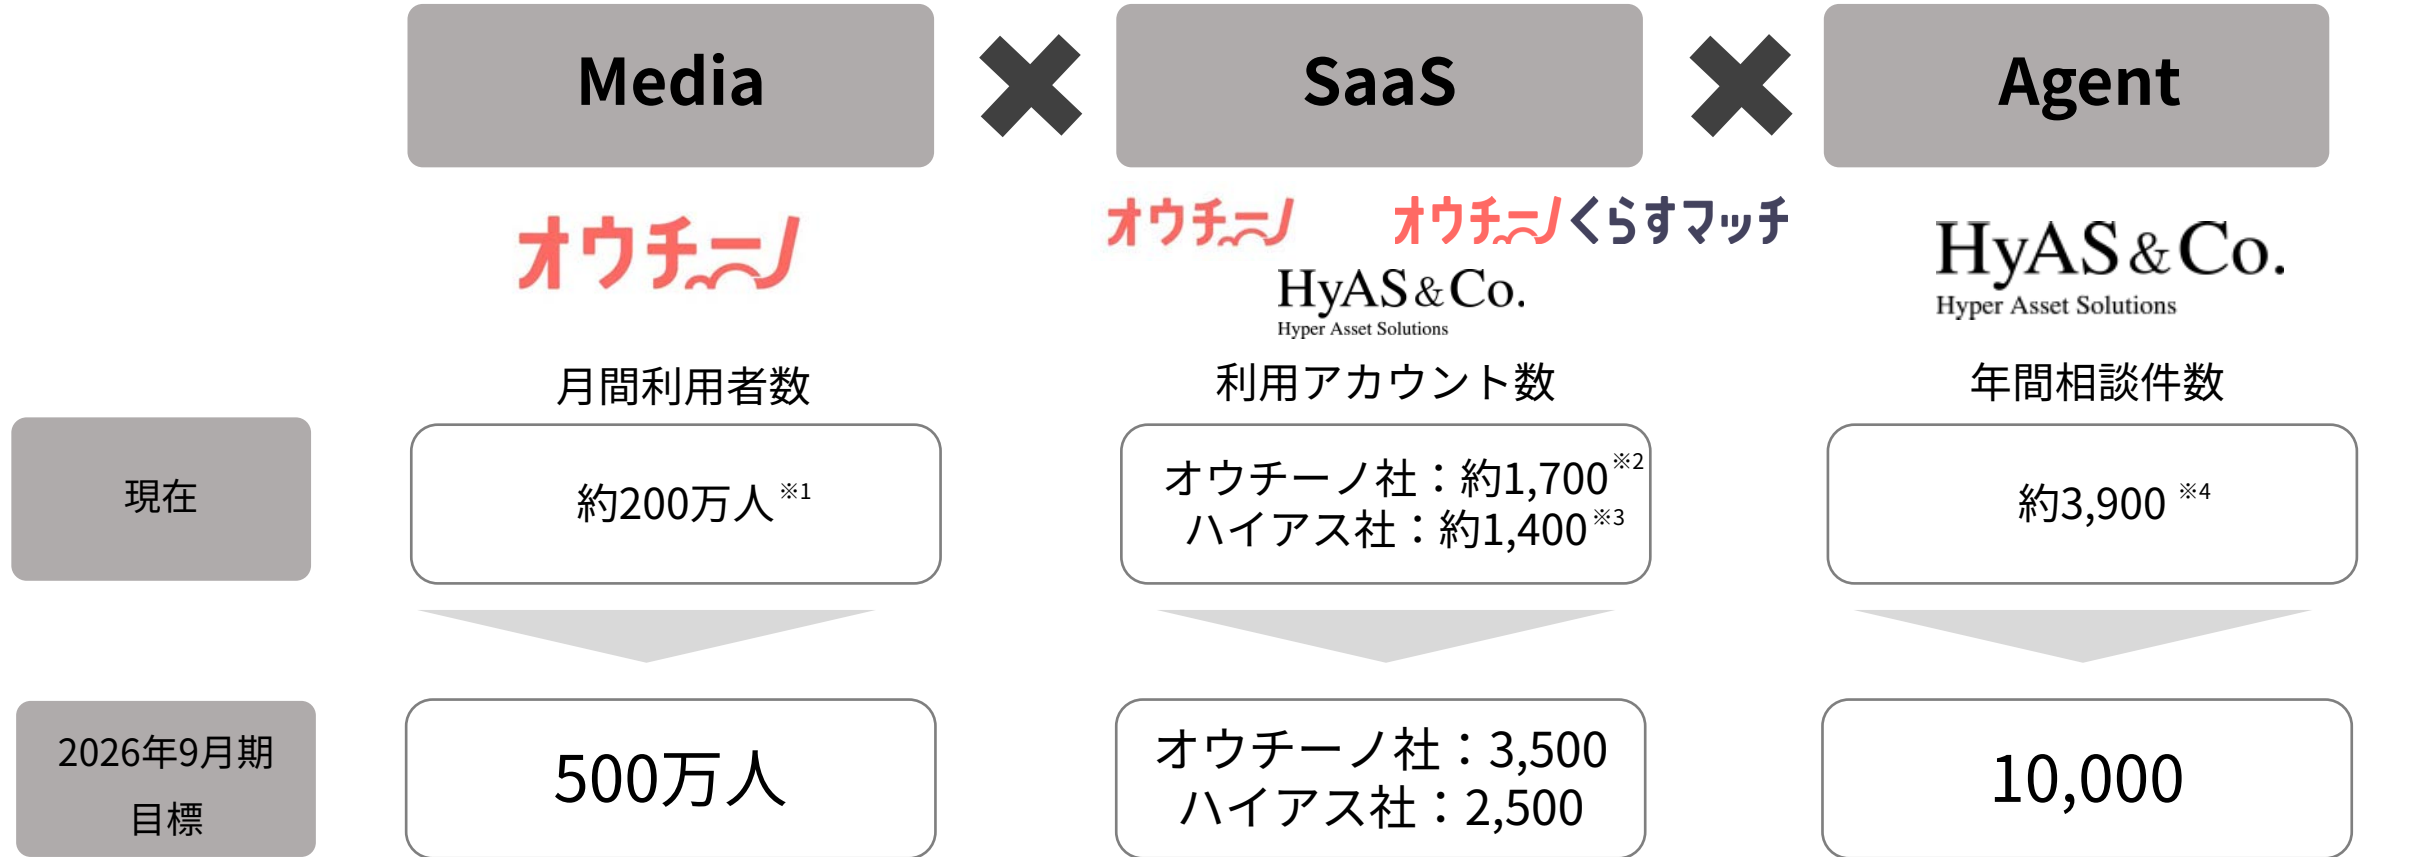 Media
SaaS
Agent
オウチーノ
オウチーノ
オウチーノくらすマッチ
HyAS&Co.
Hyper Asset Solutions
HyAS&Co.
Hyper Asset Solutions
月間利用者数
利用アカウント数
年間相談件数
現在
約200万人※1
オウチーノ社：約1,700※2
ハイアス社：約1,400※3
約3,900 ※4
2026年9月期
目標
500万人
オウチーノ社：3,500
ハイアス社：2,500
10,000